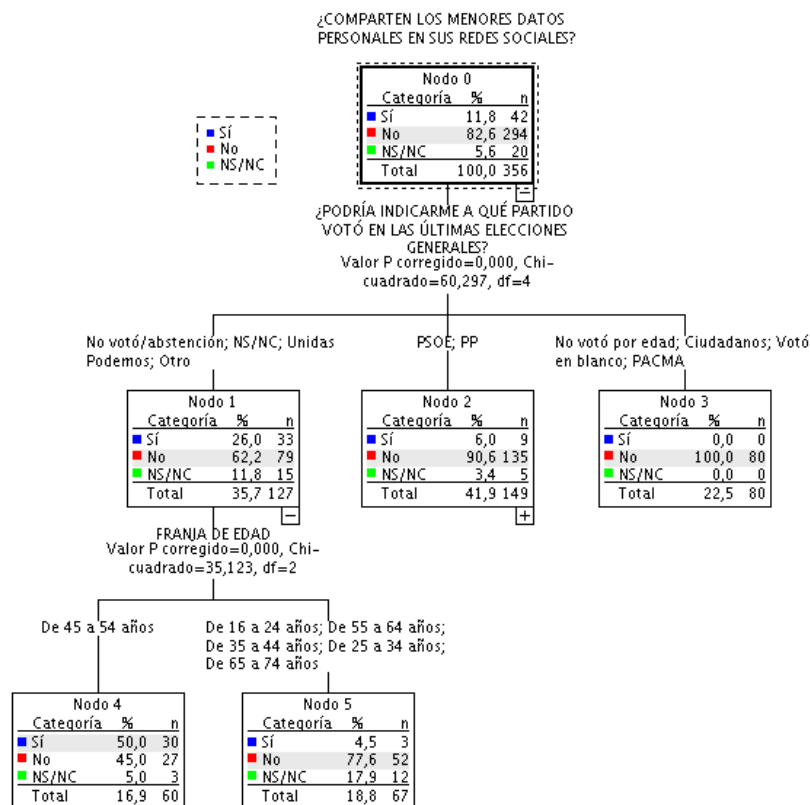 ¿COMPARTEN LOS MENORES DATOS
PERSONALES EN SUS REDES SOCIALES?
Nodo 0
Categoría % n
Sí 11,8 42
No 82,6 294
NS/NC 5,6 20
Total 100,0 356
Sí
No
NS/NC
¿PODRÍA INDICARME A QUÉ PARTIDO
VOTÓ EN LAS ÚLTIMAS ELECCIONES
GENERALES?
Valor P corregido=0,000, Chi-
cuadrado=60,297, df=4
No votó/abstención; NS/NC; Unidas
Podemos; Otro
PSOE; PP
No votó por edad; Ciudadanos; Votó
en blanco; PACMA
Nodo 1
Categoría % n
Sí 26,0 33
No 62,2 79
NS/NC 11,8 15
Total 35,7 127
Nodo 2
Categoría % n
Sí 6,0 9
No 90,6 135
NS/NC 3,4 5
Total 41,9 149
Nodo 3
Categoría % n
Sí 0,0 0
No 100,0 80
NS/NC 0,0 0
Total 22,5 80
FRANJA DE EDAD
Valor P corregido=0,000, Chi-
cuadrado=35,123, df=2
De 45 a 54 años
De 16 a 24 años; De 55 a 64 años;
De 35 a 44 años; De 25 a 34 años;
De 65 a 74 años
Nodo 4
Categoría % n
Sí 50,0 30
No 45,0 27
NS/NC 5,0 3
Total 16,9 60
Nodo 5
Categoría % n
Sí 4,5 3
No 77,6 52
NS/NC 17,9 12
Total 18,8 67